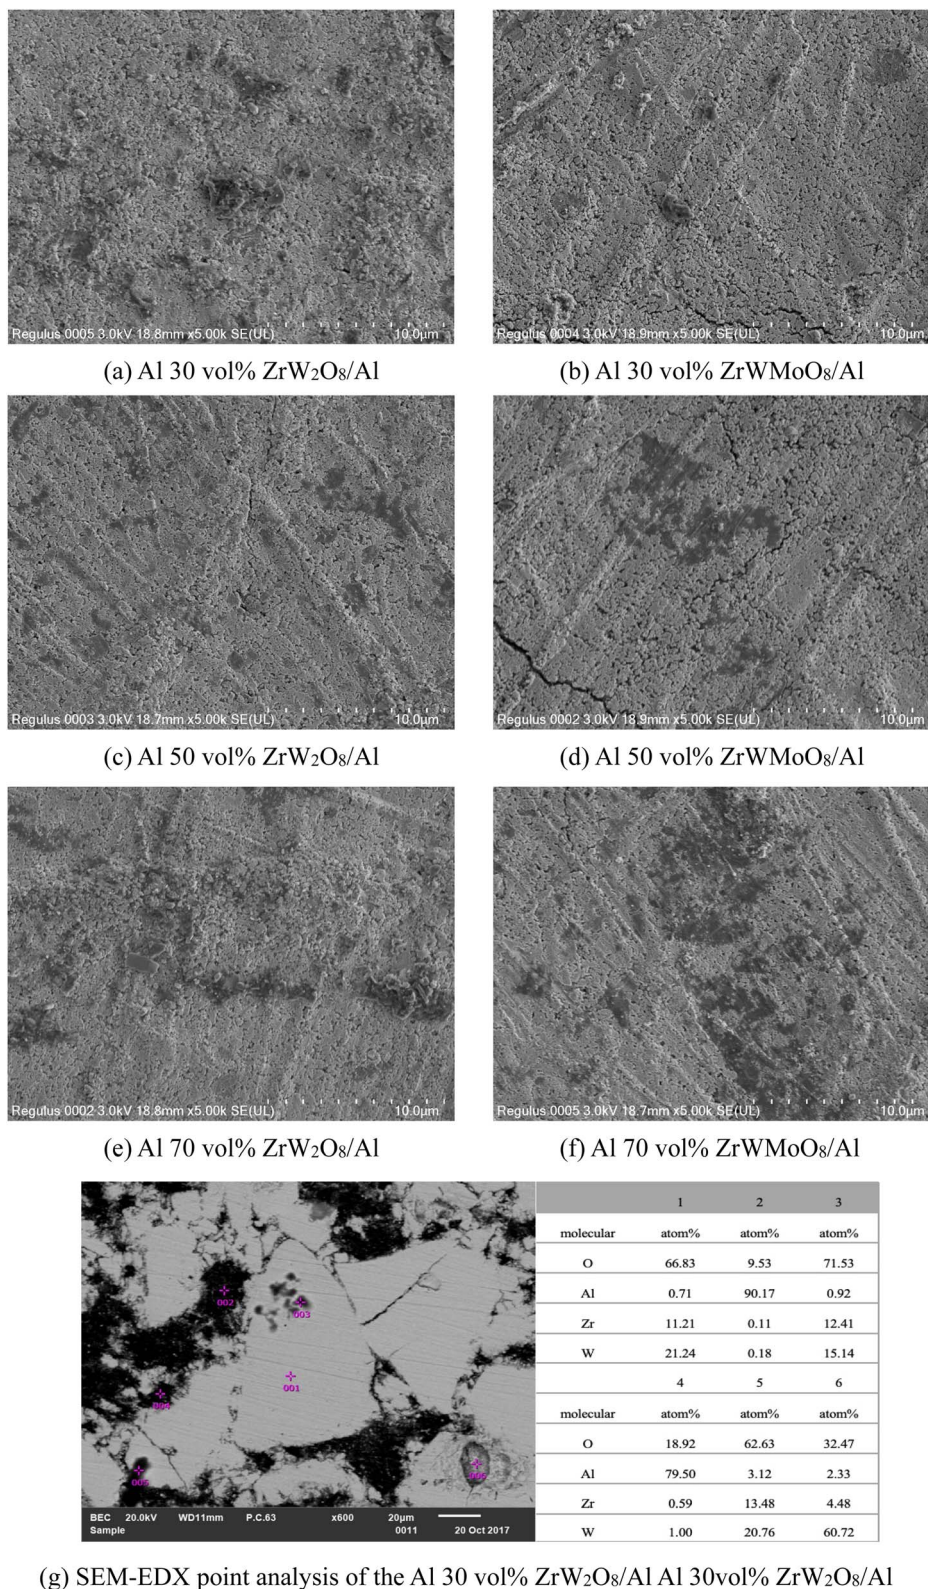 Regulus 0005 3.0kV 18.8mm x5.00k SE(UL) 10.0μm
Regulus 0004 3.0kV 18.9mm x5.00k SE(UL) 10.0μm
(a) Al 30 vol% ZrW₂O₈/Al
(b) Al 30 vol% ZrWMoO₈/Al
Regulus 0003 3.0kV 18.7mm x5.00k SE(UL) 10.0μm
Regulus 0002 3.0kV 18.9mm x5.00k SE(UL) 10.0μm
(c) Al 50 vol% ZrW₂O₈/Al
(d) Al 50 vol% ZrWMoO₈/Al
Regulus 0002 3.0kV 18.8mm x5.00k SE(UL) 10.0μm
Regulus 0005 3.0kV 18.7mm x5.00k SE(UL) 10.0μm
(e) Al 70 vol% ZrW₂O₈/Al
(f) Al 70 vol% ZrWMoO₈/Al
002
003
001
004
005
006
BEC 20.0kV WD11mm P.C.63 x600 20μm
Sample 0011 20 Oct 2017
1 2 3
molecular atom% atom% atom%
O 66.83 9.53 71.53
Al 0.71 90.17 0.92
Zr 11.21 0.11 12.41
W 21.24 0.18 15.14
4 5 6
molecular atom% atom% atom%
O 18.92 62.63 32.47
Al 79.50 3.12 2.33
Zr 0.59 13.48 4.48
W 1.00 20.76 60.72
(g) SEM-EDX point analysis of the Al 30 vol% ZrW₂O₈/Al Al 30vol% ZrW₂O₈/Al